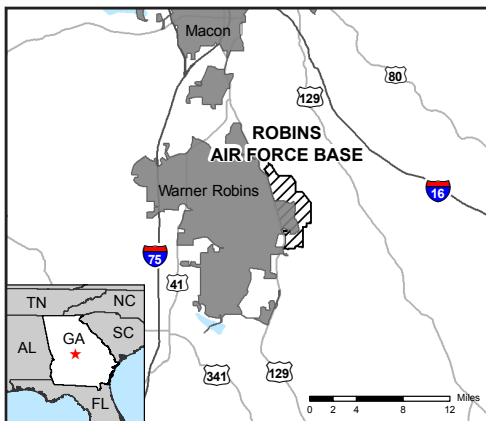 Macon
80
129
ROBINS
AIR FORCE BASE
Warner Robins
16
75
41
TN
NC
GA
SC
AL
FL
341
129
Miles
0 2 4 8 12